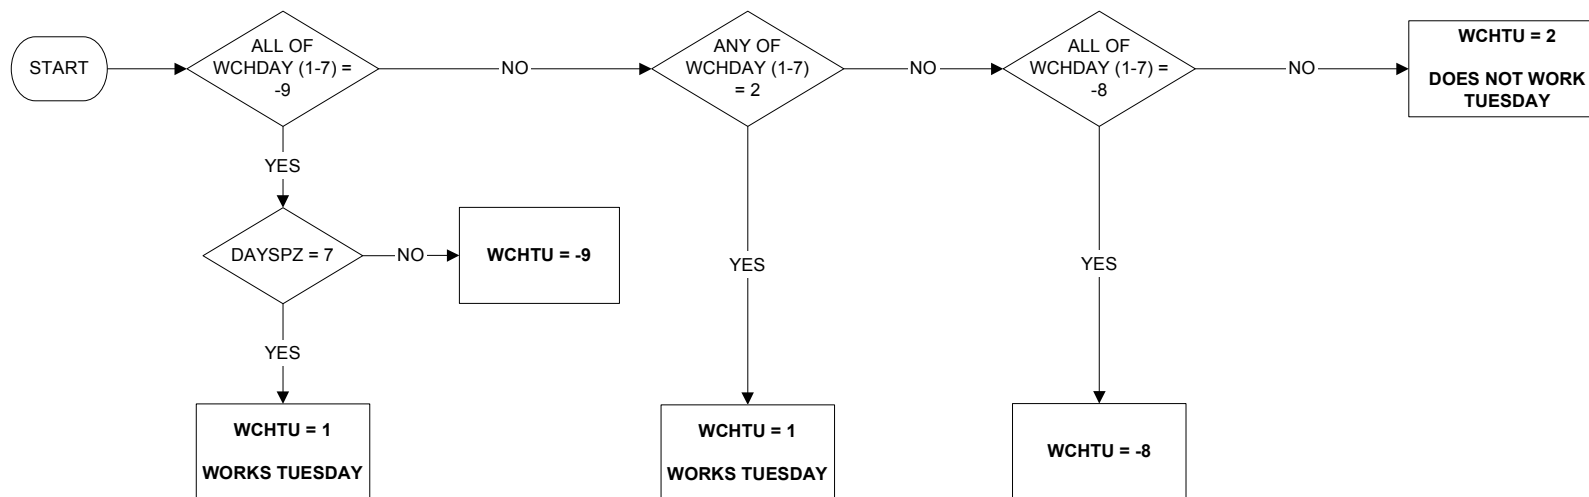 START
ALL OF
WCHDAY (1-7) =
-9
NO
ANY OF
WCHDAY (1-7)
= 2
NO
ALL OF
WCHDAY (1-7) =
-8
NO
WCHTU = 2
DOES NOT WORK
TUESDAY
YES
DAYSPZ = 7
NO
WCHTU = -9
YES
YES
YES
WCHTU = 1
WORKS TUESDAY
WCHTU = 1
WORKS TUESDAY
WCHTU = -8